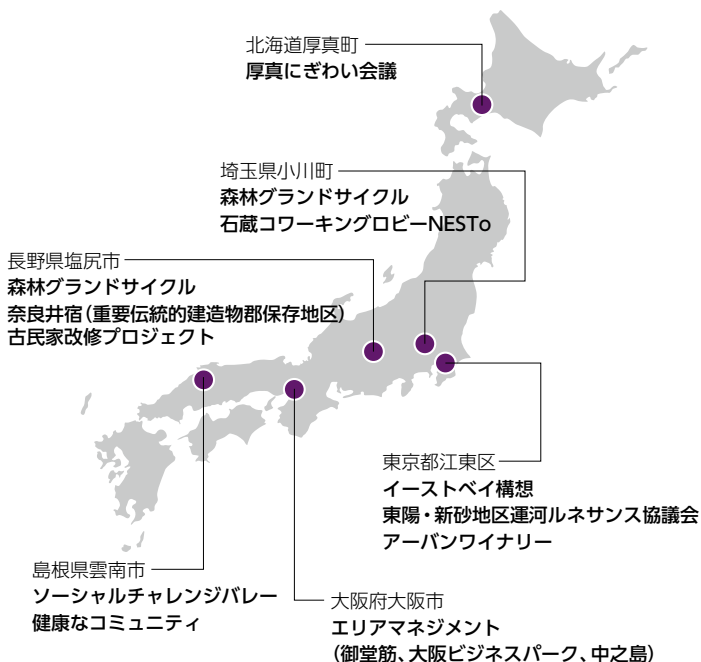 北海道厚真町
厚真にぎわい会議
埼玉県小川町
森林グランドサイクル
石蔵コワーキングロビーNESTo
長野県塩尻市
森林グランドサイクル
奈良井宿(重要伝統的建造物郡保存地区)
古民家改修プロジェクト
東京都江東区
イーストベイ構想
東陽・新砂地区運河ルネサンス協議会
アーバンワイナリー
島根県雲南市
ソーシャルチャレンジバレー
健康なコミュニティ
大阪府大阪市
エリアマネジメント
(御堂筋、大阪ビジネスパーク、中之島)